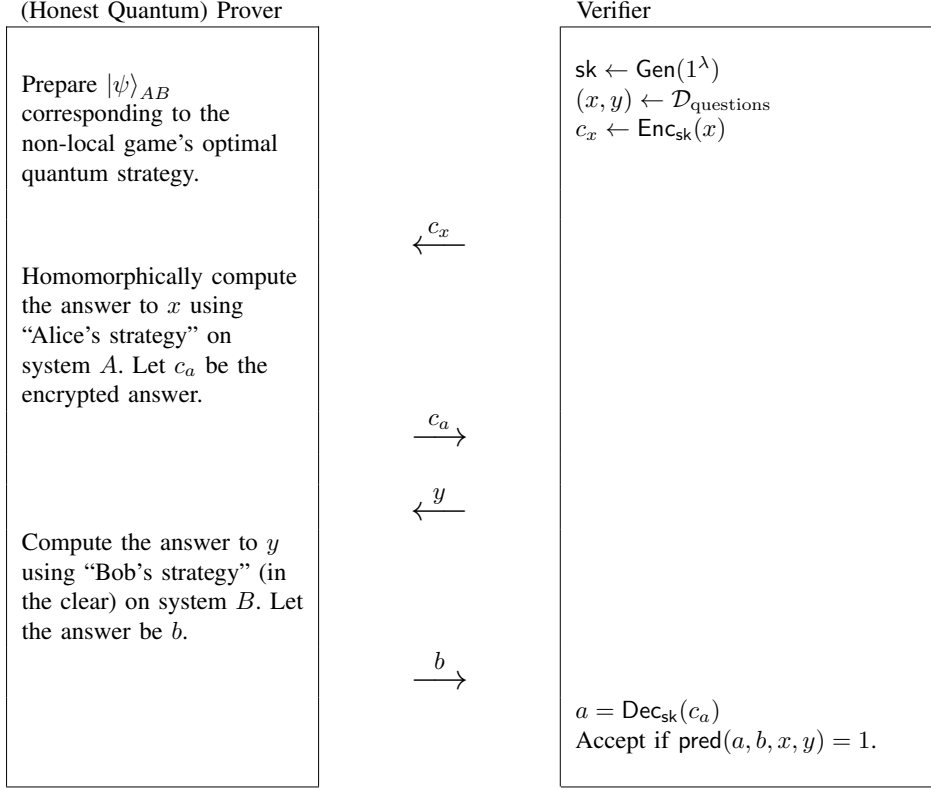 (Honest Quantum) Prover
Verifier
Prepare |ψ⟩_AB
corresponding to the
non-local game's optimal
quantum strategy.
sk ← Gen(1^λ)
(x, y) ← 𝒟_questions
c_x ← Enc_sk(x)
c_x
←
Homomorphically compute
the answer to x using
“Alice's strategy” on
system A. Let c_a be the
encrypted answer.
c_a
→
y
←
Compute the answer to y
using “Bob's strategy” (in
the clear) on system B. Let
the answer be b.
b
→
a = Dec_sk(c_a)
Accept if pred(a, b, x, y) = 1.